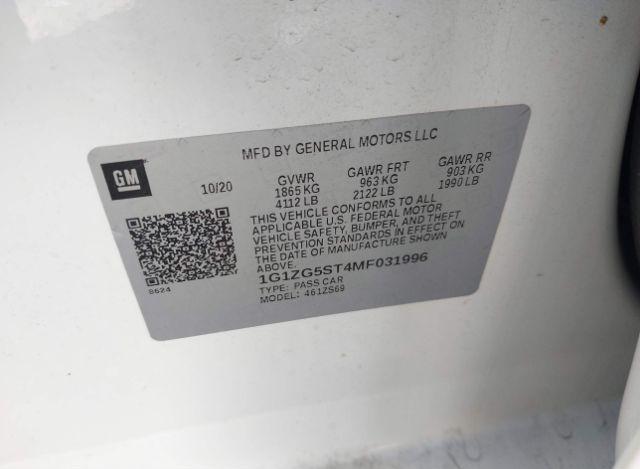 MFD BY GENERAL MOTORS LLC
GM
10/20
GVWR
1865 KG
4112 LB
GAWR FRT
963 KG
2122 LB
GAWR RR
903 KG
1990 LB
THIS VEHICLE CONFORMS TO ALL
APPLICABLE U.S. FEDERAL MOTOR
VEHICLE SAFETY, BUMPER, AND THEFT
PREVENTION STANDARDS IN EFFECT ON
THE DATE OF MANUFACTURE SHOWN
ABOVE.
1G1ZG5ST4MF031996
TYPE: PASS CAR
MODEL: 461ZS69
8624